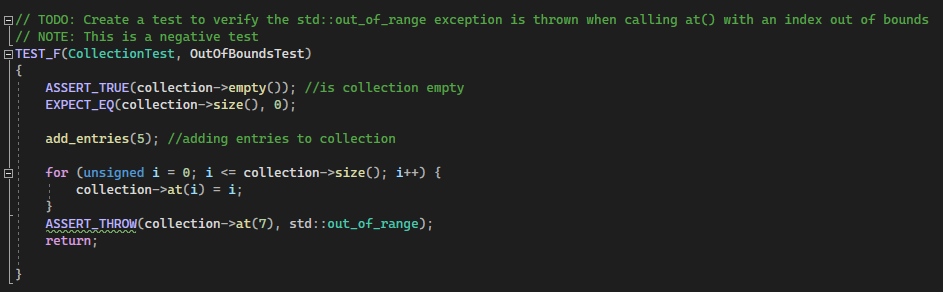 // TODO: Create a test to verify the std::out_of_range exception is thrown when calling at() with an index out of bounds
// NOTE: This is a negative test
TEST_F(CollectionTest, OutOfBoundsTest)
{
    ASSERT_TRUE(collection->empty()); //is collection empty
    EXPECT_EQ(collection->size(), 0);

    add_entries(5); //adding entries to collection

    for (unsigned i = 0; i <= collection->size(); i++) {
        collection->at(i) = i;
    }
    ASSERT_THROW(collection->at(7), std::out_of_range);
    return;

}